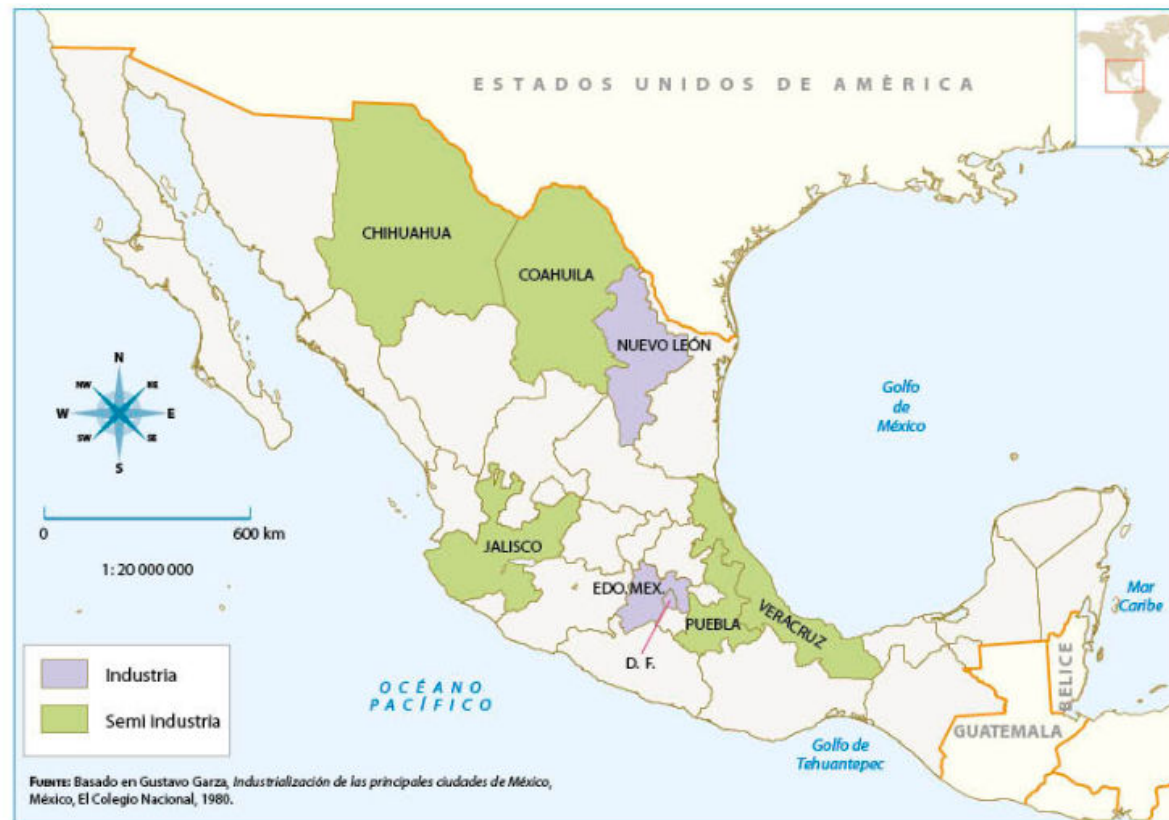 ESTADOS UNIDOS DE AMÈRICA
CHIHUAHUA
COAHUILA
NUEVO LEÓN
N
NW
NE
W
E
SW
SE
S
Golfo
de
México
0
600 km
1: 20 000 000
JALISCO
EDO. MEX.
PUEBLA
VERACRUZ
D. F.
Mar
Caribe
BELICE
GUATEMALA
OCÉANO
PACÍFICO
Golfo de
Tehuantepec
Industria
Semi industria
FUENTE: Basado en Gustavo Garza, Industrialización de las principales ciudades de México,
México, El Colegio Nacional, 1980.